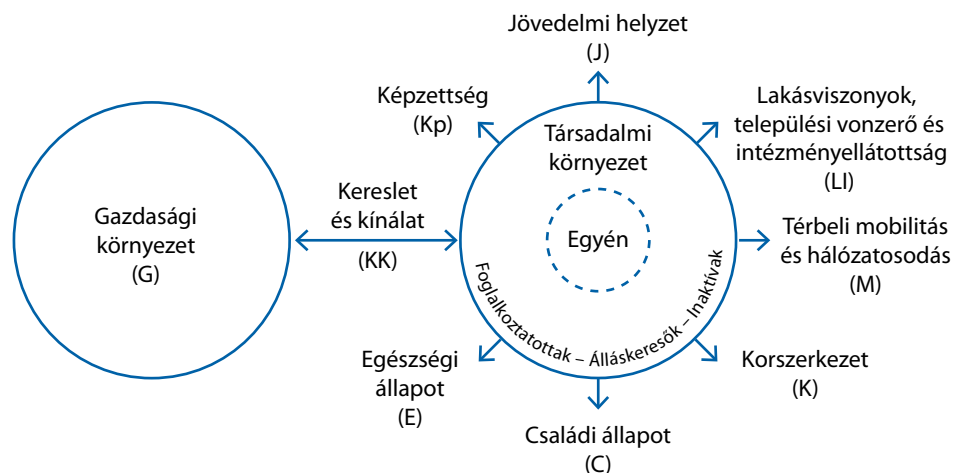 Jövedelmi helyzet
(J)
Képzettség
(Kp)
Lakásviszonyok,
települési vonzerő és
intézményellátottság
(LI)
Társadalmi
környezet
Kereslet
és kínálat
(KK)
Gazdasági
környezet
(G)
Egyén
Térbeli mobilitás
és hálózatosodás
(M)
Foglalkoztatottak – Álláskeresők – Inaktívak
Egészségi
állapot
(E)
Korszerkezet
(K)
Családi állapot
(C)